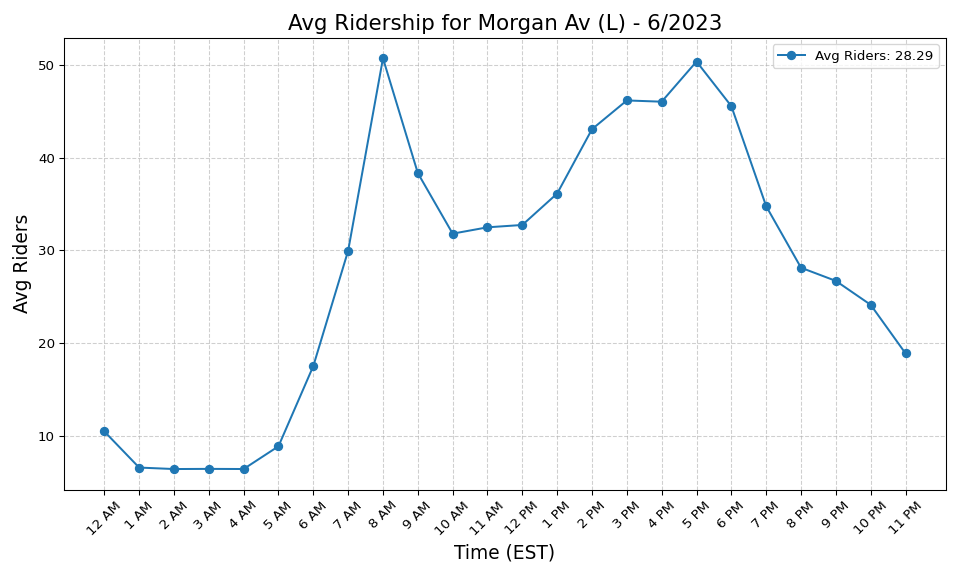 Avg Ridership for Morgan Av (L) - 6/2023
Avg Riders: 28.29
Avg Riders
50
40
30
20
10
12 AM
1 AM
2 AM
3 AM
4 AM
5 AM
6 AM
7 AM
8 AM
9 AM
10 AM
11 AM
12 PM
1 PM
2 PM
3 PM
4 PM
5 PM
6 PM
7 PM
8 PM
9 PM
10 PM
11 PM
Time (EST)